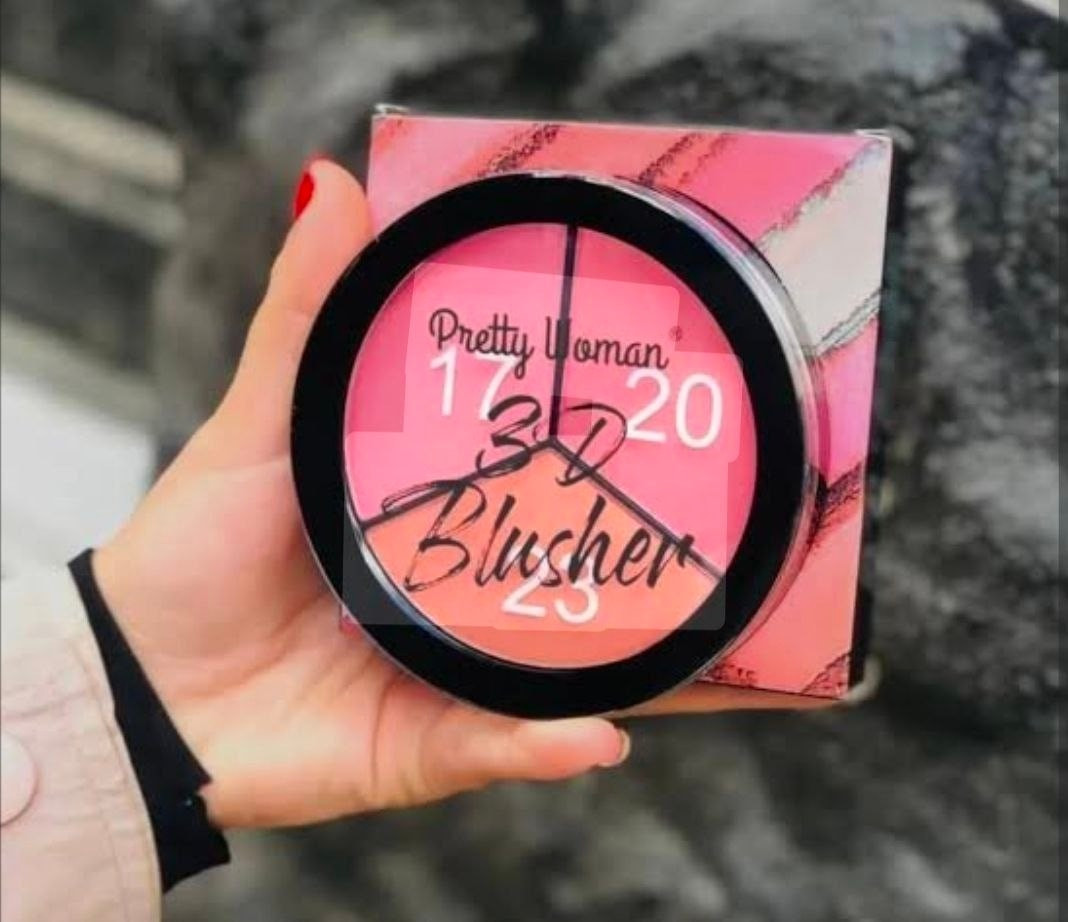 Pretty Woman®
17 20
3D
Blusher
23